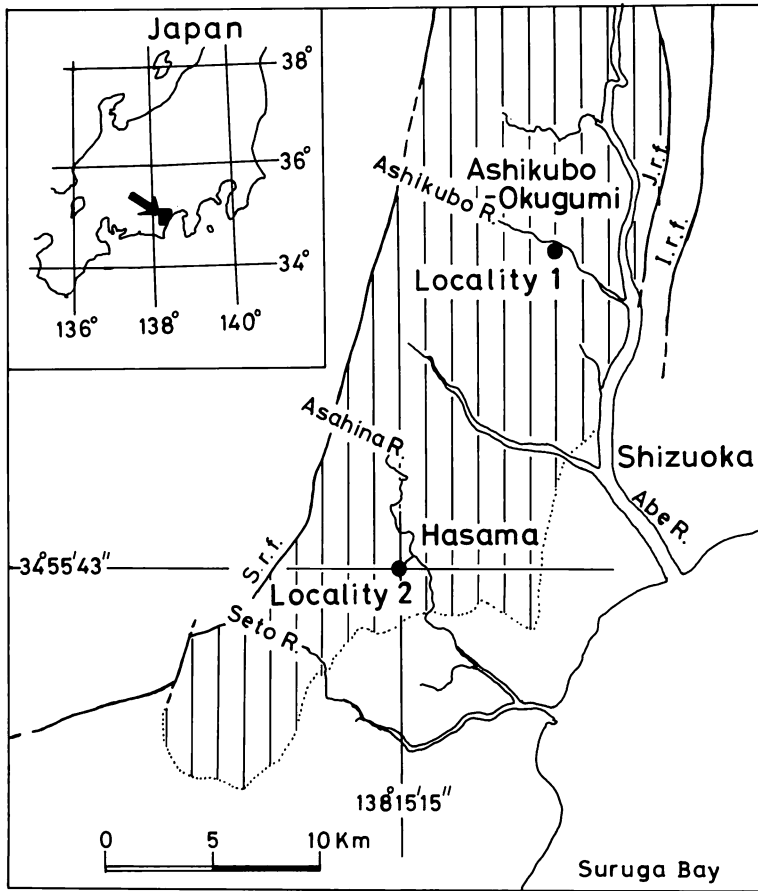 Japan
38°
36°
34°
136°
138°
140°
Ashikubo R.
Ashikubo
-Okugumi
Locality 1
J.r.f.
I.r.f.
Asahina R.
Shizuoka
Abe R.
Hasama
34°55'43"
S.r.f.
Locality 2
Seto R.
138°15'15"
0 5 10 Km
Suruga Bay